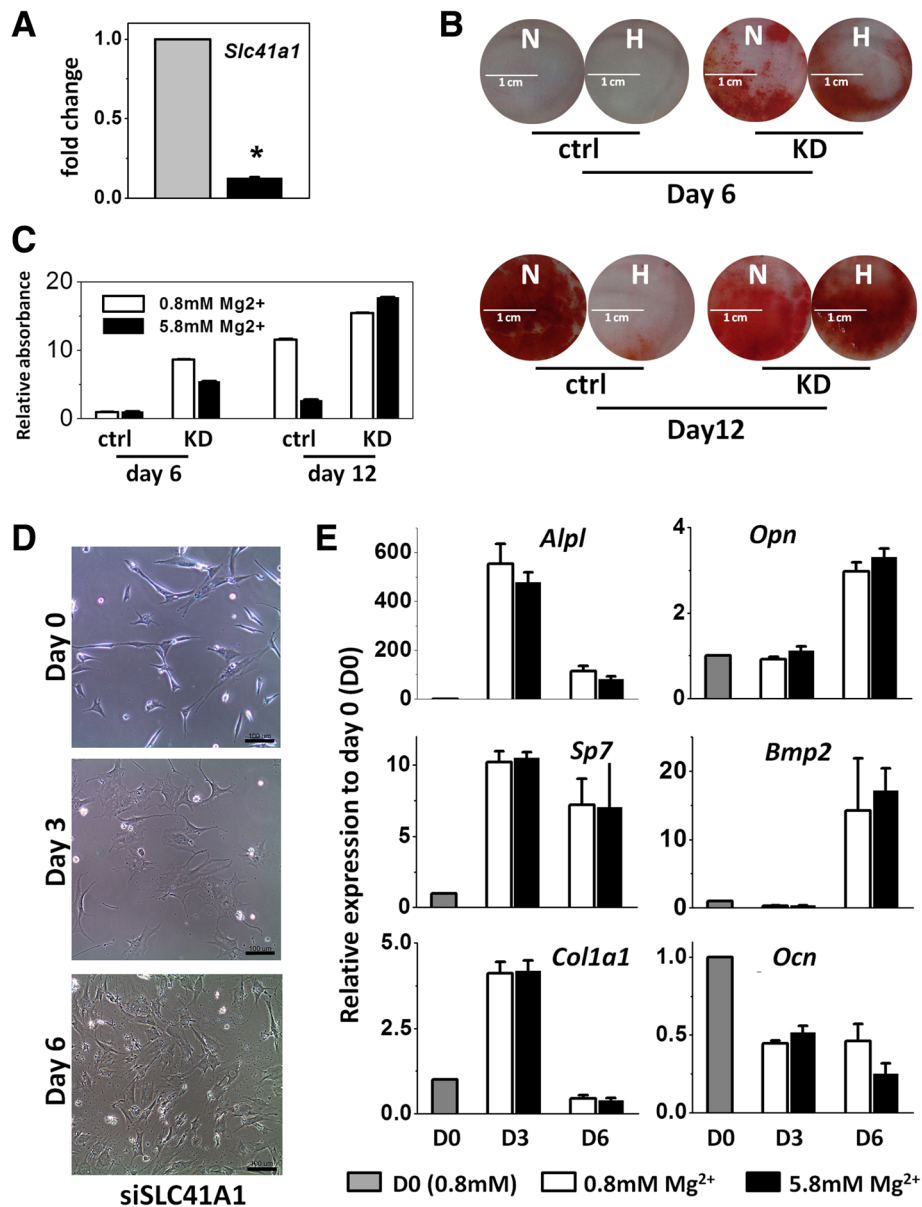 A
fold change
1.0
0.5
0.0
Slc41a1
*
B
N H N H
1 cm 1 cm 1 cm 1 cm
ctrl KD
Day 6
N H N H
1 cm 1 cm 1 cm 1 cm
ctrl KD
Day12
C
Relative absorbance
20
10
0
0.8mM Mg2+
5.8mM Mg2+
ctrl KD ctrl KD
day 6 day 12
D
Day 0
100 um
Day 3
100 um
Day 6
siSLC41A1
E
Relative expression to day 0 (D0)
Alpl
600
400
200
0
Opn
4
2
0
Sp7
10
5
0
Bmp2
20
10
0
Col1a1
5.0
2.5
0.0
Ocn
1.0
0.5
0.0
D0 D3 D6 D0 D3 D6
D0 (0.8mM) 0.8mM Mg²⁺ 5.8mM Mg²⁺